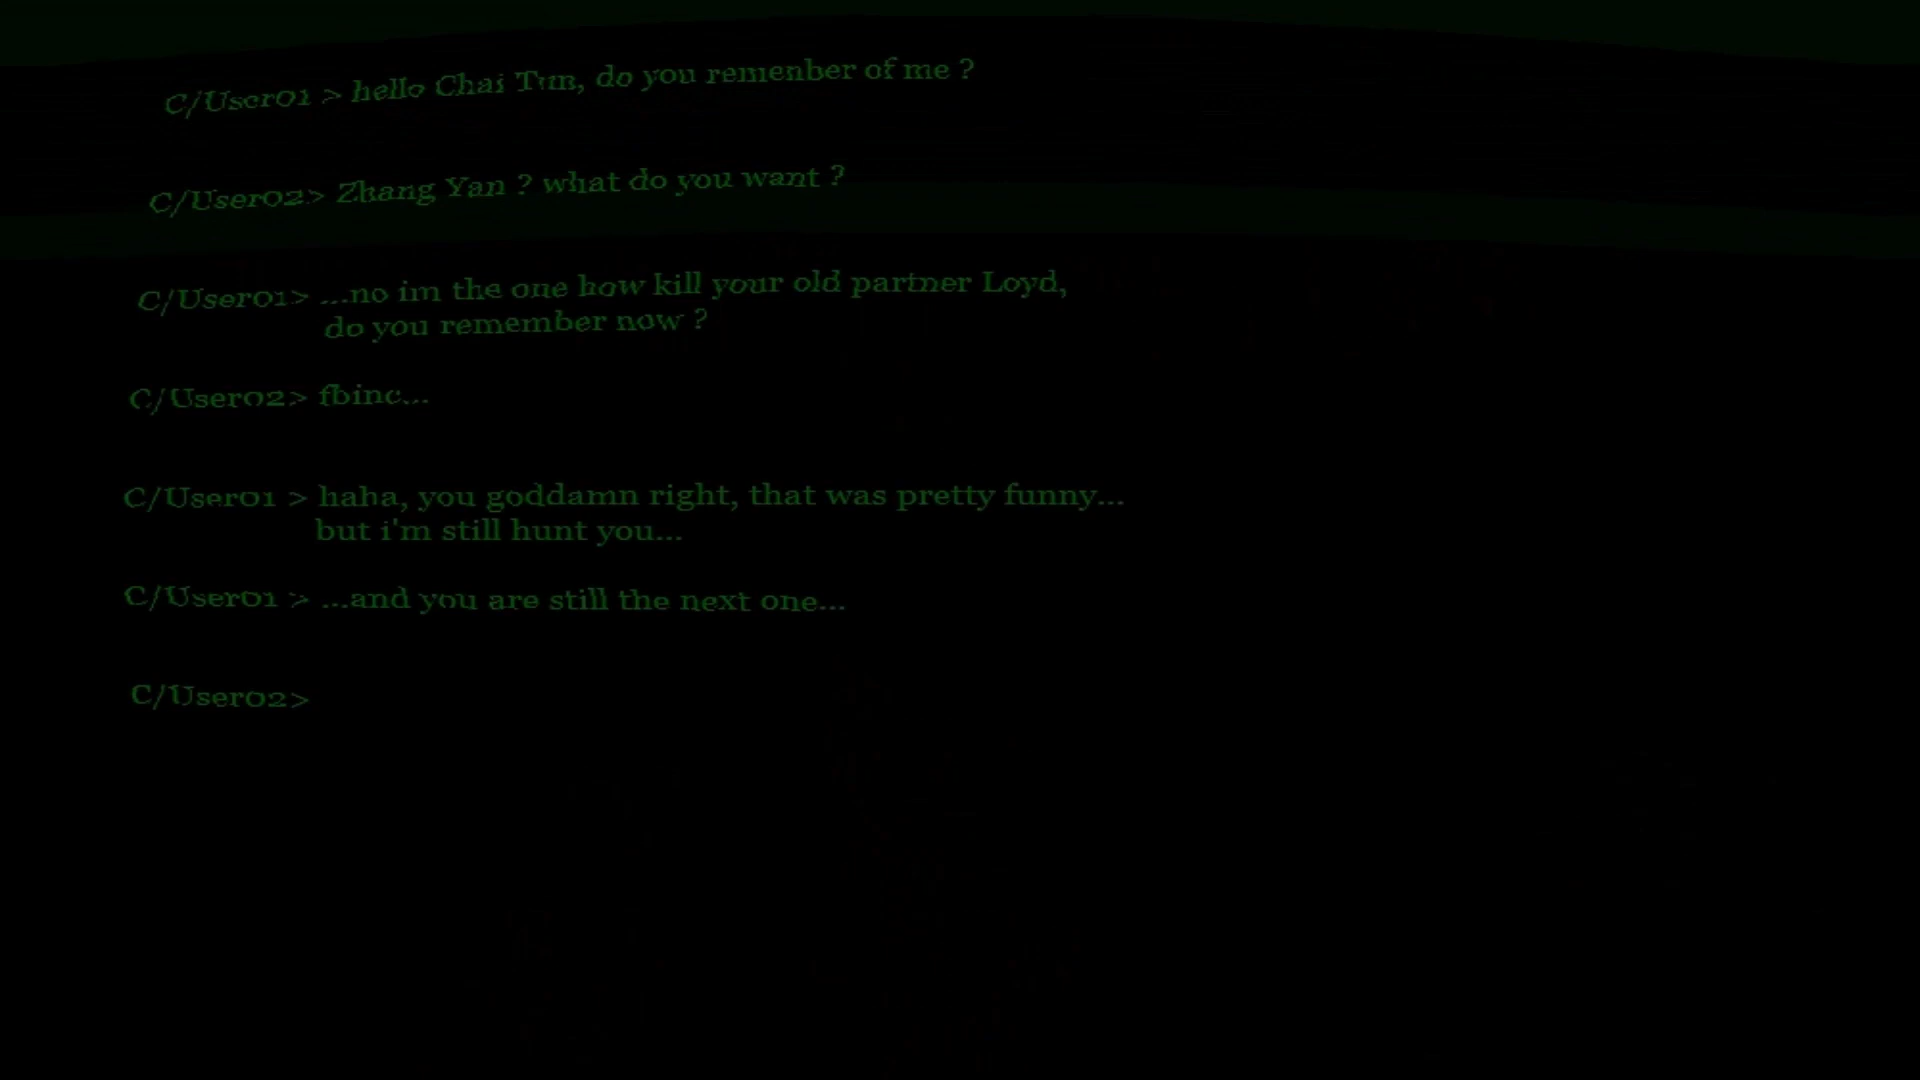 C/User01 > hello Chai Tun, do you remenber of me ?
C/User02> Zhang Yan ? what do you want ?
C/User01> ...no im the one how kill your old partner Loyd,
do you remember now ?
C/User02> fbinc...
C/User01 > haha, you goddamn right, that was pretty funny...
but i'm still hunt you...
C/User01 > ...and you are still the next one...
C/User02>